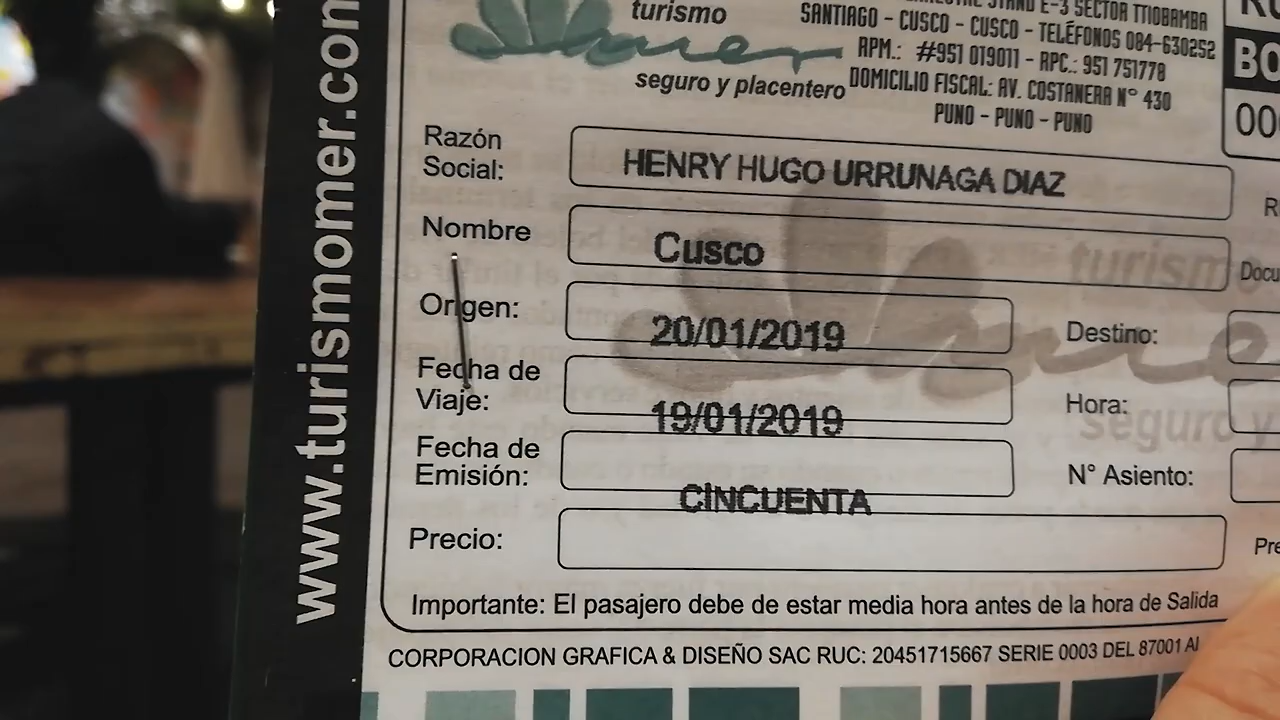 turismo
seguro y placentero
E-3 SECTOR TTIOBAMBA
SANTIAGO - CUSCO - CUSCO - TELÉFONOS 084-630252
RPM.: #951 019011 - RPC.: 951 751778
DOMICILIO FISCAL: AV. COSTANERA N° 430
PUNO - PUNO - PUNO
www.turismomer.com
Razón Social: HENRY HUGO URRUNAGA DIAZ
Nombre Cusco
Origen: 20/01/2019 Destino:
Fecha de Viaje: 19/01/2019 Hora:
Fecha de Emisión: CINCUENTA N° Asiento:
Precio:
Importante: El pasajero debe de estar media hora antes de la hora de Salida
CORPORACION GRAFICA & DISEÑO SAC RUC: 20451715667 SERIE 0003 DEL 87001 Al